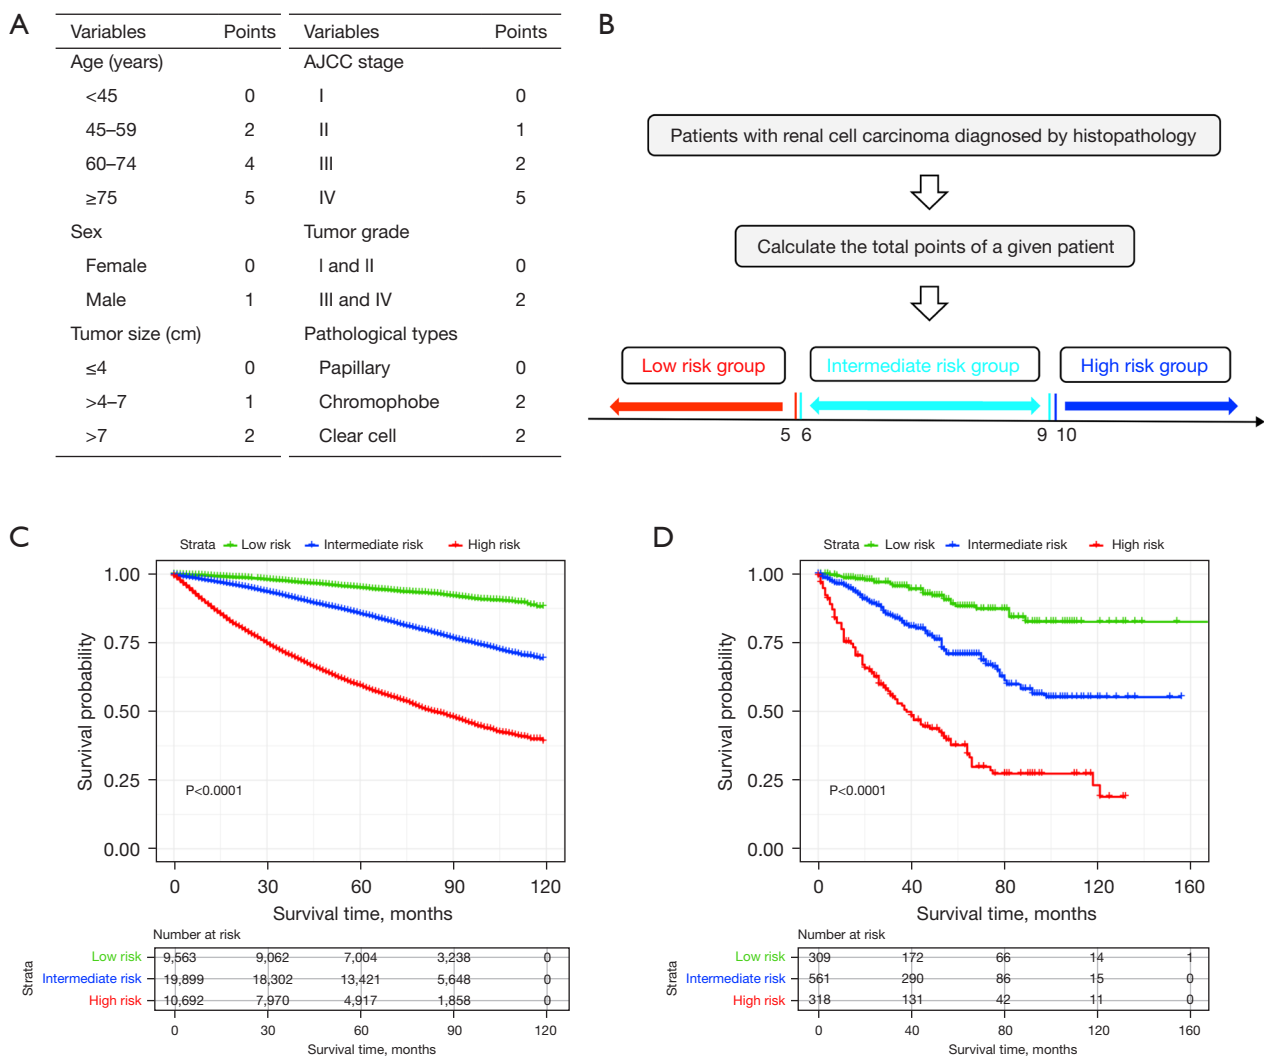 A
Variables Points Variables Points
Age (years) AJCC stage
<45 0 I 0
45–59 2 II 1
60–74 4 III 2
≥75 5 IV 5
Sex Tumor grade
Female 0 I and II 0
Male 1 III and IV 2
Tumor size (cm) Pathological types
≤4 0 Papillary 0
>4–7 1 Chromophobe 2
>7 2 Clear cell 2
B
Patients with renal cell carcinoma diagnosed by histopathology
Calculate the total points of a given patient
Low risk group Intermediate risk group High risk group
5 6 9 10
C
Strata Low risk Intermediate risk High risk
Survival probability
1.00
0.75
0.50
0.25
0.00
P<0.0001
0 30 60 90 120
Survival time, months
Number at risk
Strata
Low risk 9,563 9,062 7,004 3,238 0
Intermediate risk 19,899 18,302 13,421 5,648 0
High risk 10,692 7,970 4,917 1,858 0
0 30 60 90 120
Survival time, months
D
Strata Low risk Intermediate risk High risk
Survival probability
1.00
0.75
0.50
0.25
0.00
P<0.0001
0 40 80 120 160
Survival time, months
Number at risk
Strata
Low risk 309 172 66 14 1
Intermediate risk 561 290 86 15 0
High risk 318 131 42 11 0
0 40 80 120 160
Survival time, months